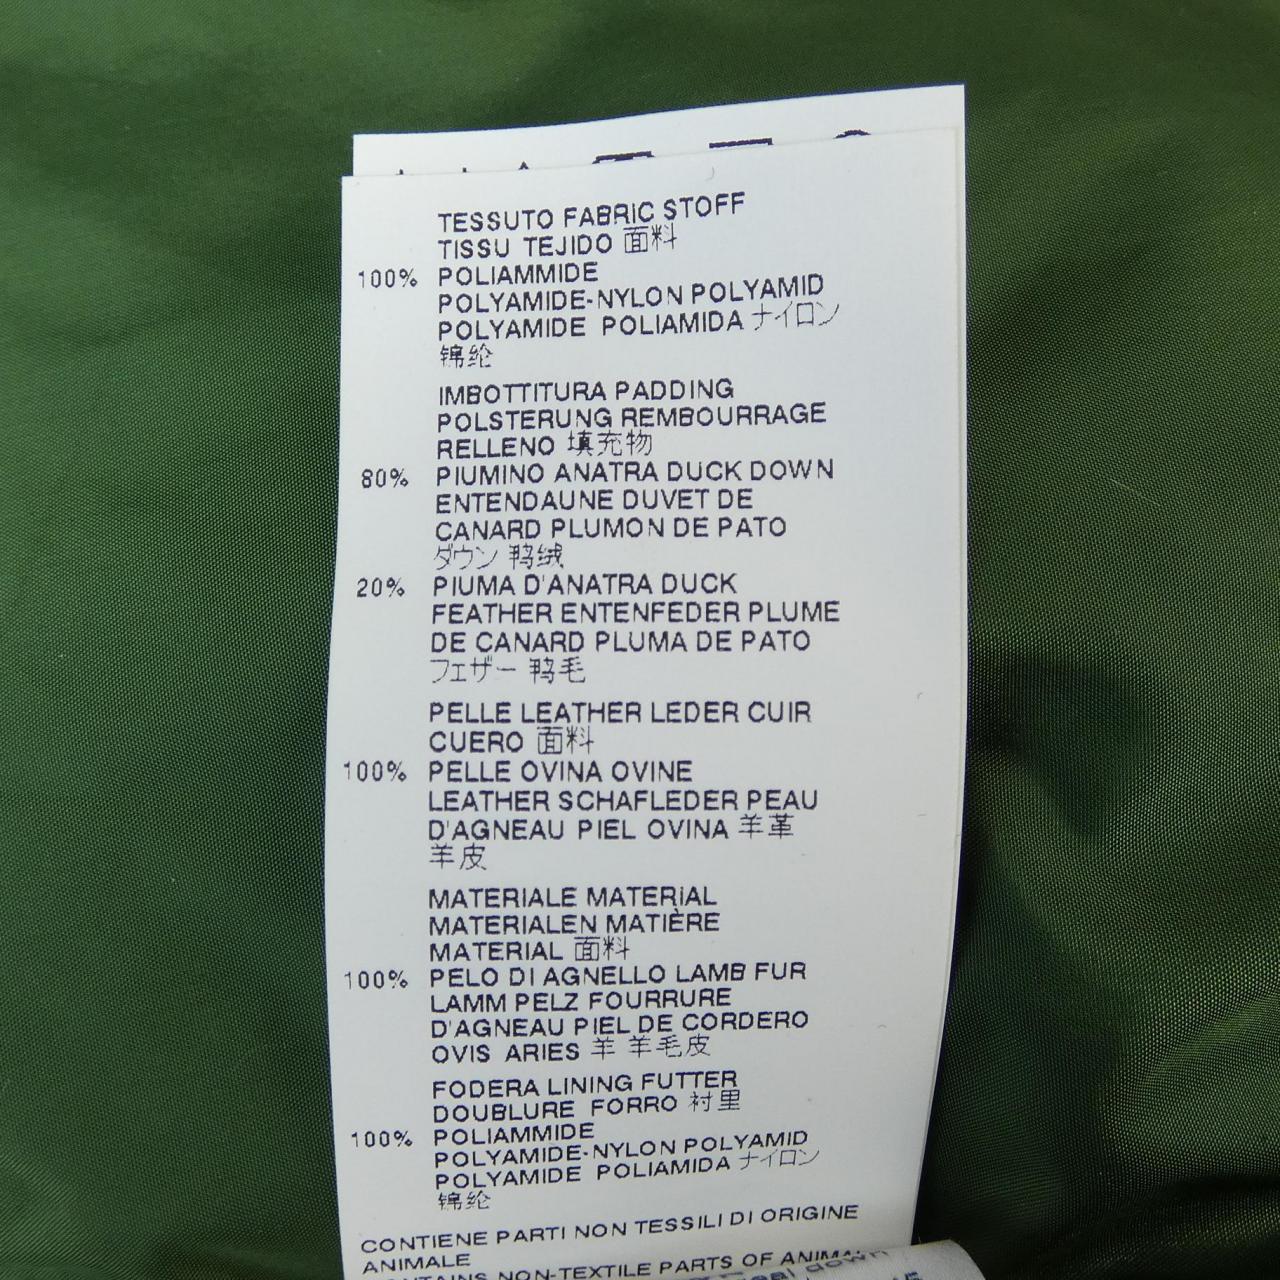 TESSUTO FABRIC STOFF
TISSU TEJIDO 面料
100% POLIAMMIDE
POLYAMIDE-NYLON POLYAMID
POLYAMIDE POLIAMIDA ナイロン
锦纶
IMBOTTITURA PADDING
POLSTERUNG REMBOURRAGE
RELLENO 填充物
80% PIUMINO ANATRA DUCK DOWN
ENTENDAUNE DUVET DE
CANARD PLUMON DE PATO
ダウン 鸭绒
20% PIUMA D'ANATRA DUCK
FEATHER ENTENFEDER PLUME
DE CANARD PLUMA DE PATO
フェザー 鸭毛
PELLE LEATHER LEDER CUIR
CUERO 面料
100% PELLE OVINA OVINE
LEATHER SCHAFLEDER PEAU
D'AGNEAU PIEL OVINA 羊革
羊皮
MATERIALE MATERIAL
MATERIALEN MATIÈRE
MATERIAL 面料
100% PELO DI AGNELLO LAMB FUR
LAMM PELZ FOURRURE
D'AGNEAU PIEL DE CORDERO
OVIS ARIES 羊 羊毛皮
FODERA LINING FUTTER
DOUBLURE FORRO 衬里
100% POLIAMMIDE
POLYAMIDE-NYLON POLYAMID
POLYAMIDE POLIAMIDA ナイロン
锦纶
CONTIENE PARTI NON TESSILI DI ORIGINE
ANIMALE
CONTAINS NON-TEXTILE PARTS OF ANIMAL
down